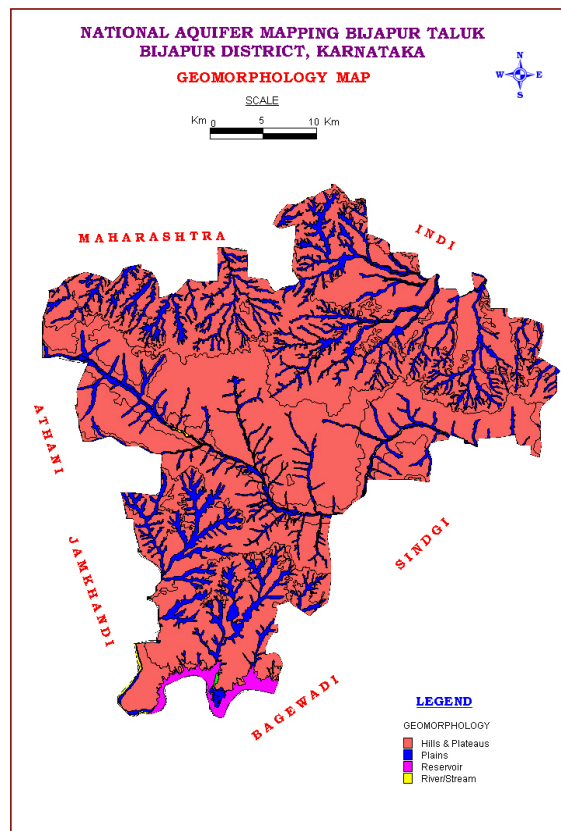 NATIONAL AQUIFER MAPPING BIJAPUR TALUK
BIJAPUR DISTRICT, KARNATAKA
GEOMORPHOLOGY MAP
N
W E
S
SCALE
Km 0 5 10 Km
MAHARASHTRA
INDI
ATHANI
SINDGI
JAMKHANDI
BAGEWADI
LEGEND
GEOMORPHOLOGY
Hills & Plateaus
Plains
Reservoir
River/Stream